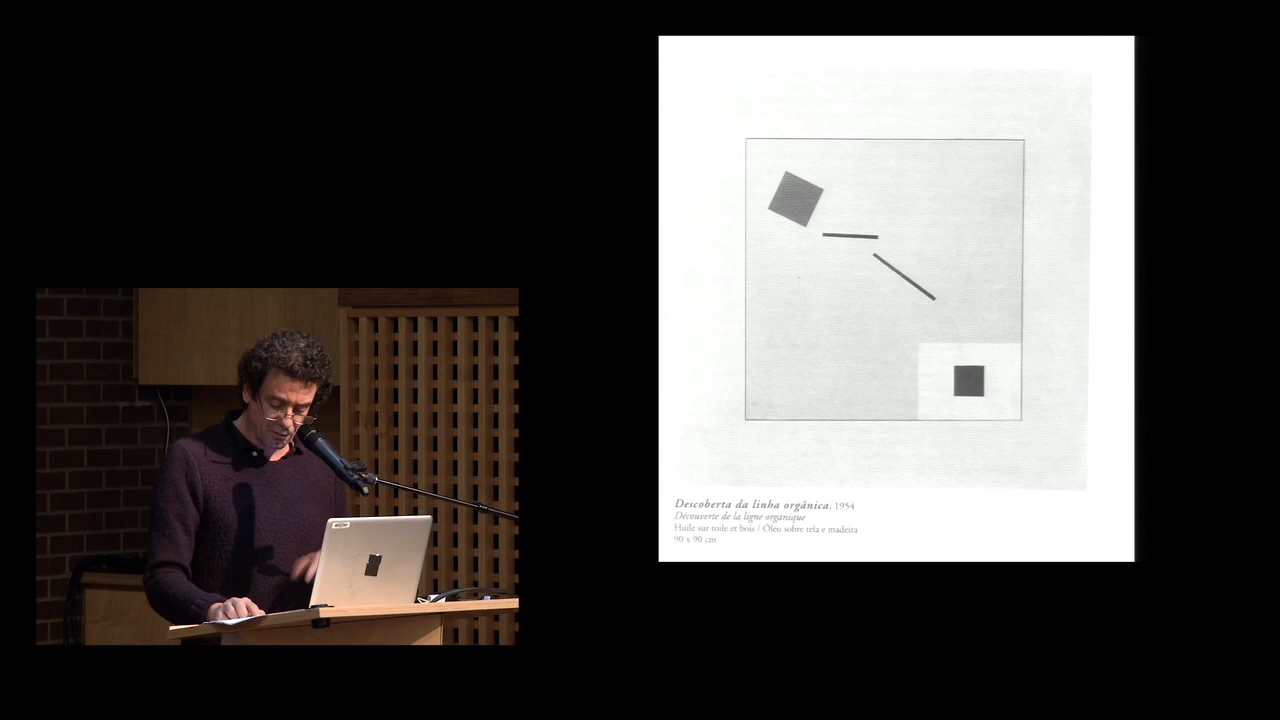 Descoberta da linha orgânica, 1954
Découverte de la ligne organique
Huile sur toile et bois / Óleo sobre tela e madeira
90 x 90 cm